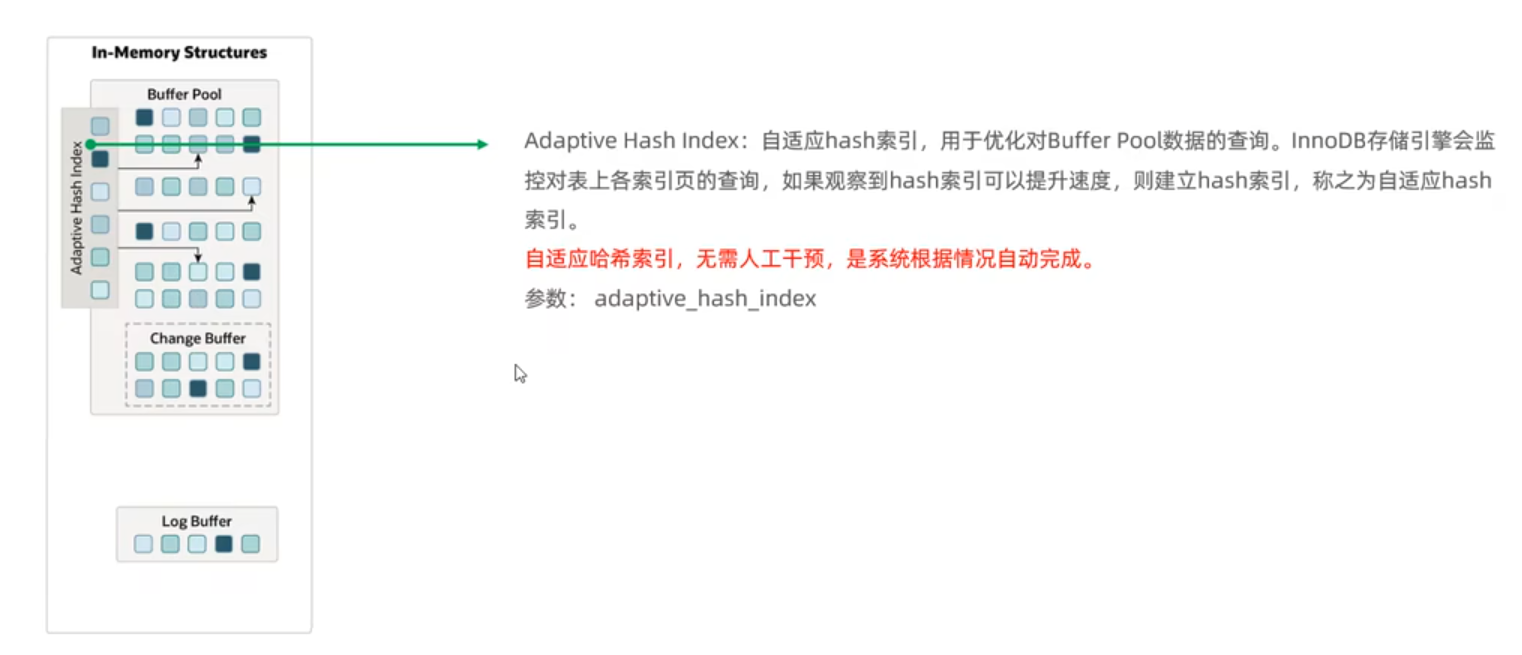 In-Memory Structures
Buffer Pool
Adaptive Hash Index
Change Buffer
Log Buffer
Adaptive Hash Index：自适应hash索引，用于优化对Buffer Pool数据的查询。InnoDB存储引擎会监
控对表上各索引页的查询，如果观察到hash索引可以提升速度，则建立hash索引，称之为自适应hash
索引。
自适应哈希索引，无需人工干预，是系统根据情况自动完成。
参数： adaptive_hash_index